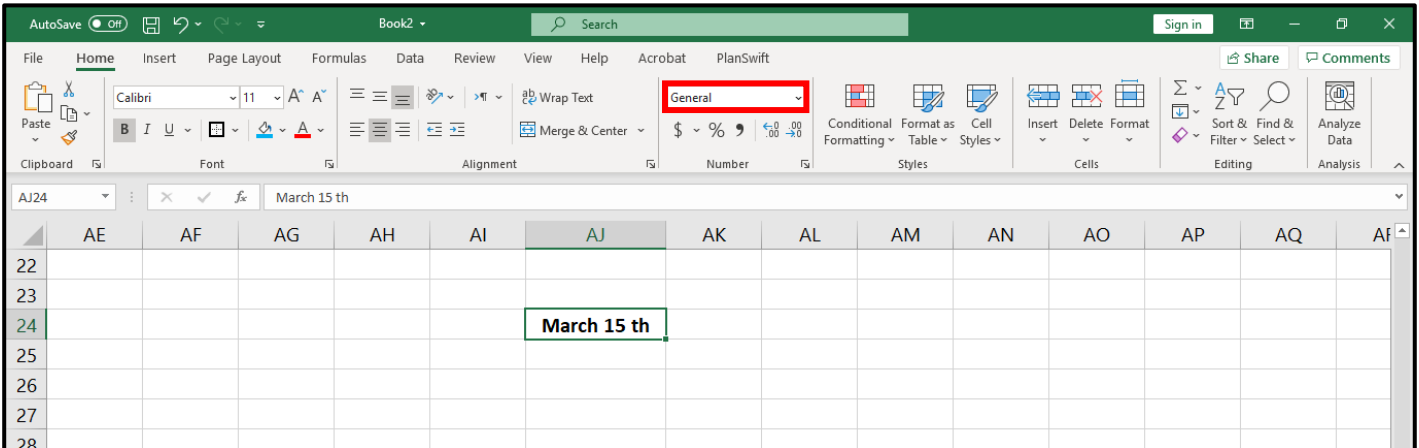 AutoSave Off Book2 Search Sign in
File Home Insert Page Layout Formulas Data Review View Help Acrobat PlanSwift Share Comments
Paste Calibri 11 A A Wrap Text General Conditional Format as Cell Insert Delete Format Sort & Find & Analyze
B I U A Merge & Center $ % 9 Formatting Table Styles Filter Select Data
Clipboard Font Alignment Number Styles Cells Editing Analysis
AJ24 fx March 15 th
AE AF AG AH AI AJ AK AL AM AN AO AP AQ
22
23
24 March 15 th
25
26
27
28